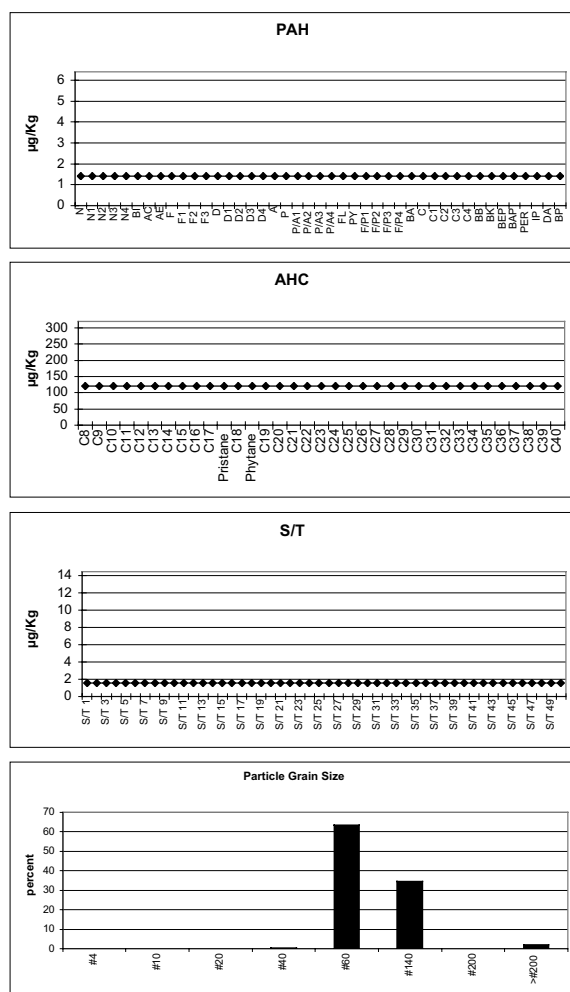 PAH
µg/Kg
6
5
4
3
2
1
0
N
N1
N2
N3
N4
BI
AC
AE
F
F1
F2
F3
D
D1
D2
D3
D4
A
P
P/A1
P/A2
P/A3
P/A4
FL
PY
F/P1
F/P2
F/P3
F/P4
BA
C
C1
C2
C3
C4
BB
BK
BEP
BAP
PER
IP
DA
BP
AHC
µg/Kg
300
250
200
150
100
50
0
C8
C9
C10
C11
C12
C13
C14
C15
C16
C17
Pristane
C18
Phytane
C19
C20
C21
C22
C23
C24
C25
C26
C27
C28
C29
C30
C31
C32
C33
C34
C35
C36
C37
C38
C39
C40
S/T
µg/Kg
14
12
10
8
6
4
2
0
S/T 1
S/T 3
S/T 5
S/T 7
S/T 9
S/T 11
S/T 13
S/T 15
S/T 17
S/T 19
S/T 21
S/T 23
S/T 25
S/T 27
S/T 29
S/T 31
S/T 33
S/T 35
S/T 37
S/T 39
S/T 41
S/T 43
S/T 45
S/T 47
S/T 49
Particle Grain Size
percent
70
60
50
40
30
20
10
0
#4
#10
#20
#40
#60
#140
#200
>#200